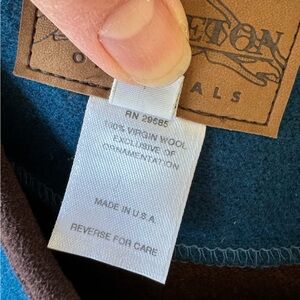 ETON
O ALS
RN 29685
100% VIRGIN WOOL
EXCLUSIVE OF
ORNAMENTATION
MADE IN U.S.A.
REVERSE FOR CARE